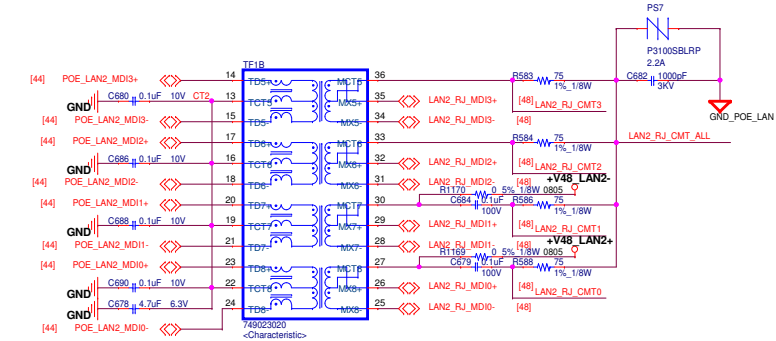 PS7
P3100SBLRP
2.2A
C682 1000pF
3KV
GND_POE_LAN
TF1B
[44] POE_LAN2_MDI3+ 14 TD5+ MCT5 36 R583 75
1%_1/8W
GND C680 0.1uF 10V CT2 13 TCT5 MX5+ 35 LAN2_RJ_MDI3+ [48] LAN2_RJ_CMT3
[44] POE_LAN2_MDI3- 15 TD5- MX5- 34 LAN2_RJ_MDI3- [48]
[44] POE_LAN2_MDI2+ 17 TD6+ MCT6 33 R584 75 LAN2_RJ_CMT_ALL
1%_1/8W
GND C686 0.1uF 10V 16 TCT6 MX6+ 32 LAN2_RJ_MDI2+ [48] LAN2_RJ_CMT2
[44] POE_LAN2_MDI2- 18 TD6- MX6- 31 LAN2_RJ_MDI2- [48]
+V48_LAN2-
R1170 0 5%_1/8W 0805
[44] POE_LAN2_MDI1+ 20 TD7+ MCT7 30 C684 0.1uF R586 75
100V 1%_1/8W
GND C688 0.1uF 10V 19 TCT7 MX7+ 29 LAN2_RJ_MDI1+ [48] LAN2_RJ_CMT1
[44] POE_LAN2_MDI1- 21 TD7- MX7- 28 LAN2_RJ_MDI1- [48]
+V48_LAN2+
R1169 0 5%_1/8W 0805
[44] POE_LAN2_MDI0+ 23 TD8+ MCT8 27 C679 0.1uF R588 75
100V 1%_1/8W
GND C690 0.1uF 10V 22 TCT8 MX8+ 26 LAN2_RJ_MDI0+ [48] LAN2_RJ_CMT0
GND C678 4.7uF 6.3V 24 TD8- MX8- 25 LAN2_RJ_MDI0- [48]
[44] POE_LAN2_MDI0-
749023020
<Characteristic>